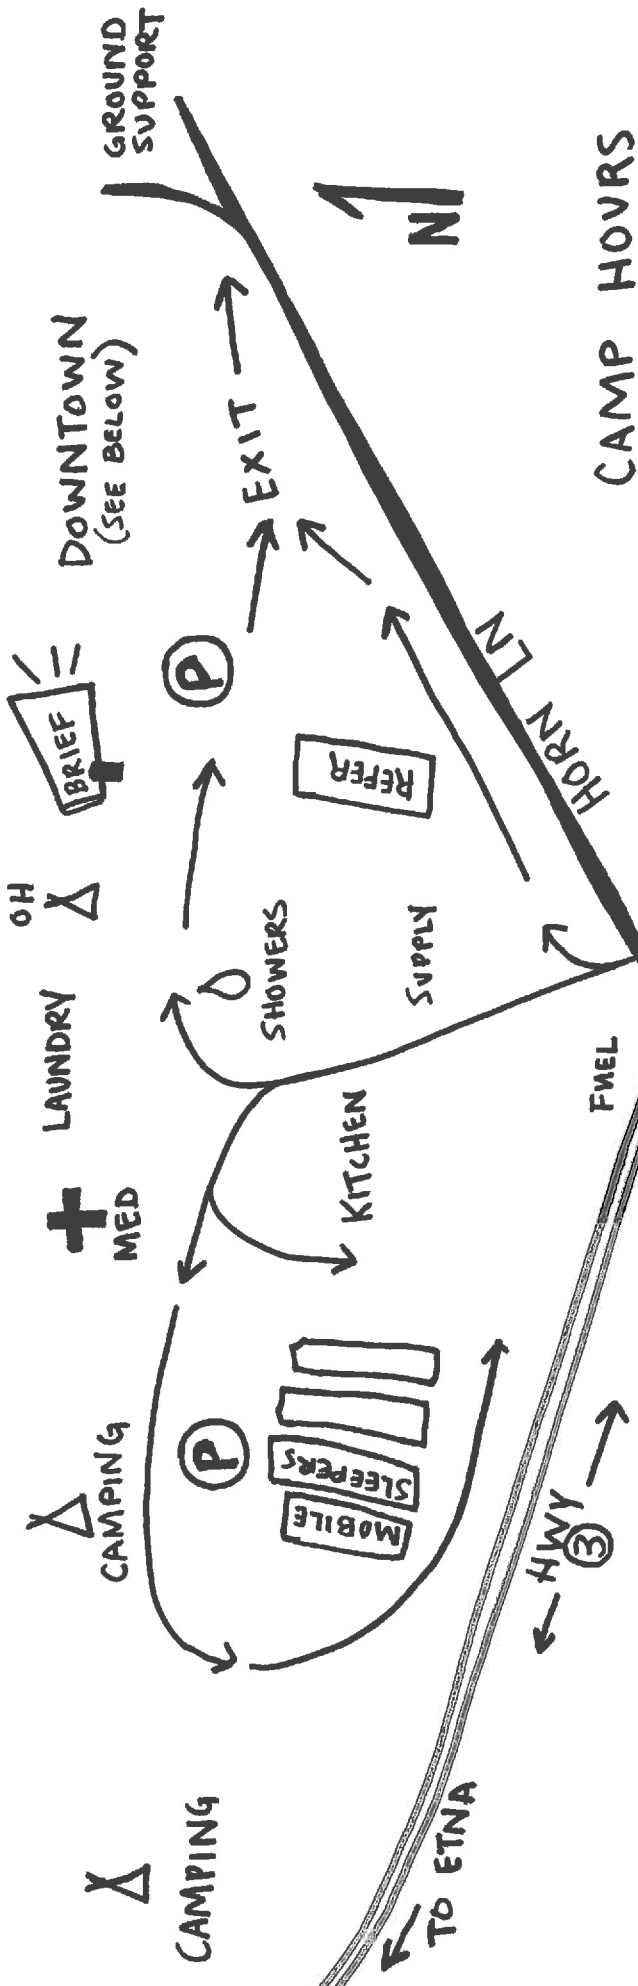 GROUND
SUPPORT
DOWNTOWN
(SEE BELOW)
BRIEF
OH
LAUNDRY
MED
CAMPING
CAMPING
EXIT
P
SHOWERS
KITCHEN
P
REFER
SUPPLY
MOBILE
SLEEPERS
N
HORN LN
FUEL
HWY
3
TO ETNA
CAMP HOURS